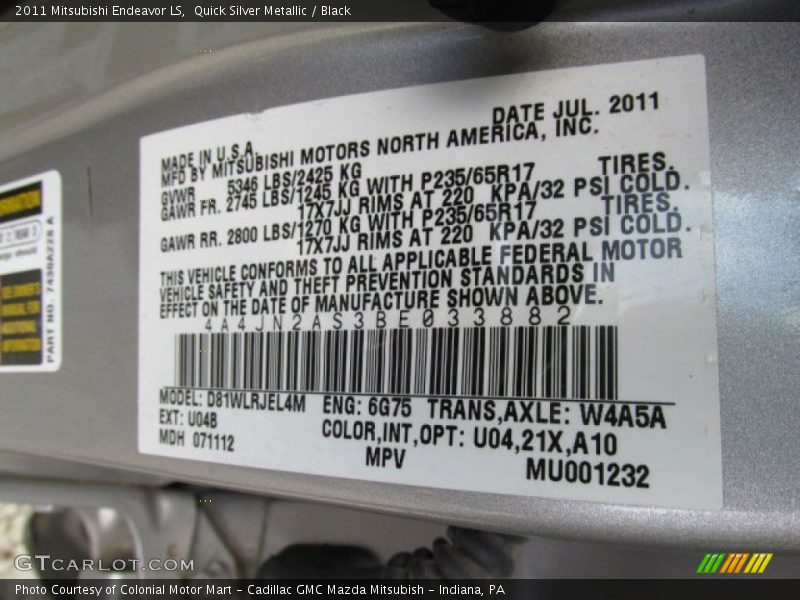 2011 Mitsubishi Endeavor LS, Quick Silver Metallic / Black
DATE JUL. 2011
MADE IN U.S.A.
MFD BY MITSUBISHI MOTORS NORTH AMERICA, INC.
GVWR 5346 LBS/2425 KG
GAWR FR. 2745 LBS/1245 KG WITH P235/65R17 TIRES.
17X7JJ RIMS AT 220 KPA/32 PSI COLD.
GAWR RR. 2800 LBS/1270 KG WITH P235/65R17 TIRES.
17X7JJ RIMS AT 220 KPA/32 PSI COLD.
THIS VEHICLE CONFORMS TO ALL APPLICABLE FEDERAL MOTOR
VEHICLE SAFETY AND THEFT PREVENTION STANDARDS IN
EFFECT ON THE DATE OF MANUFACTURE SHOWN ABOVE.
4A4JN2AS3BE033882
MODEL: D81WLRJEL4M ENG: 6G75 TRANS,AXLE: W4A5A
EXT: U04B COLOR,INT,OPT: U04,21X,A10
MDH 071112 MPV MU001232
PART NO. 7430A228 A
GTCARLOT.COM
Photo Courtesy of Colonial Motor Mart - Cadillac GMC Mazda Mitsubish - Indiana, PA